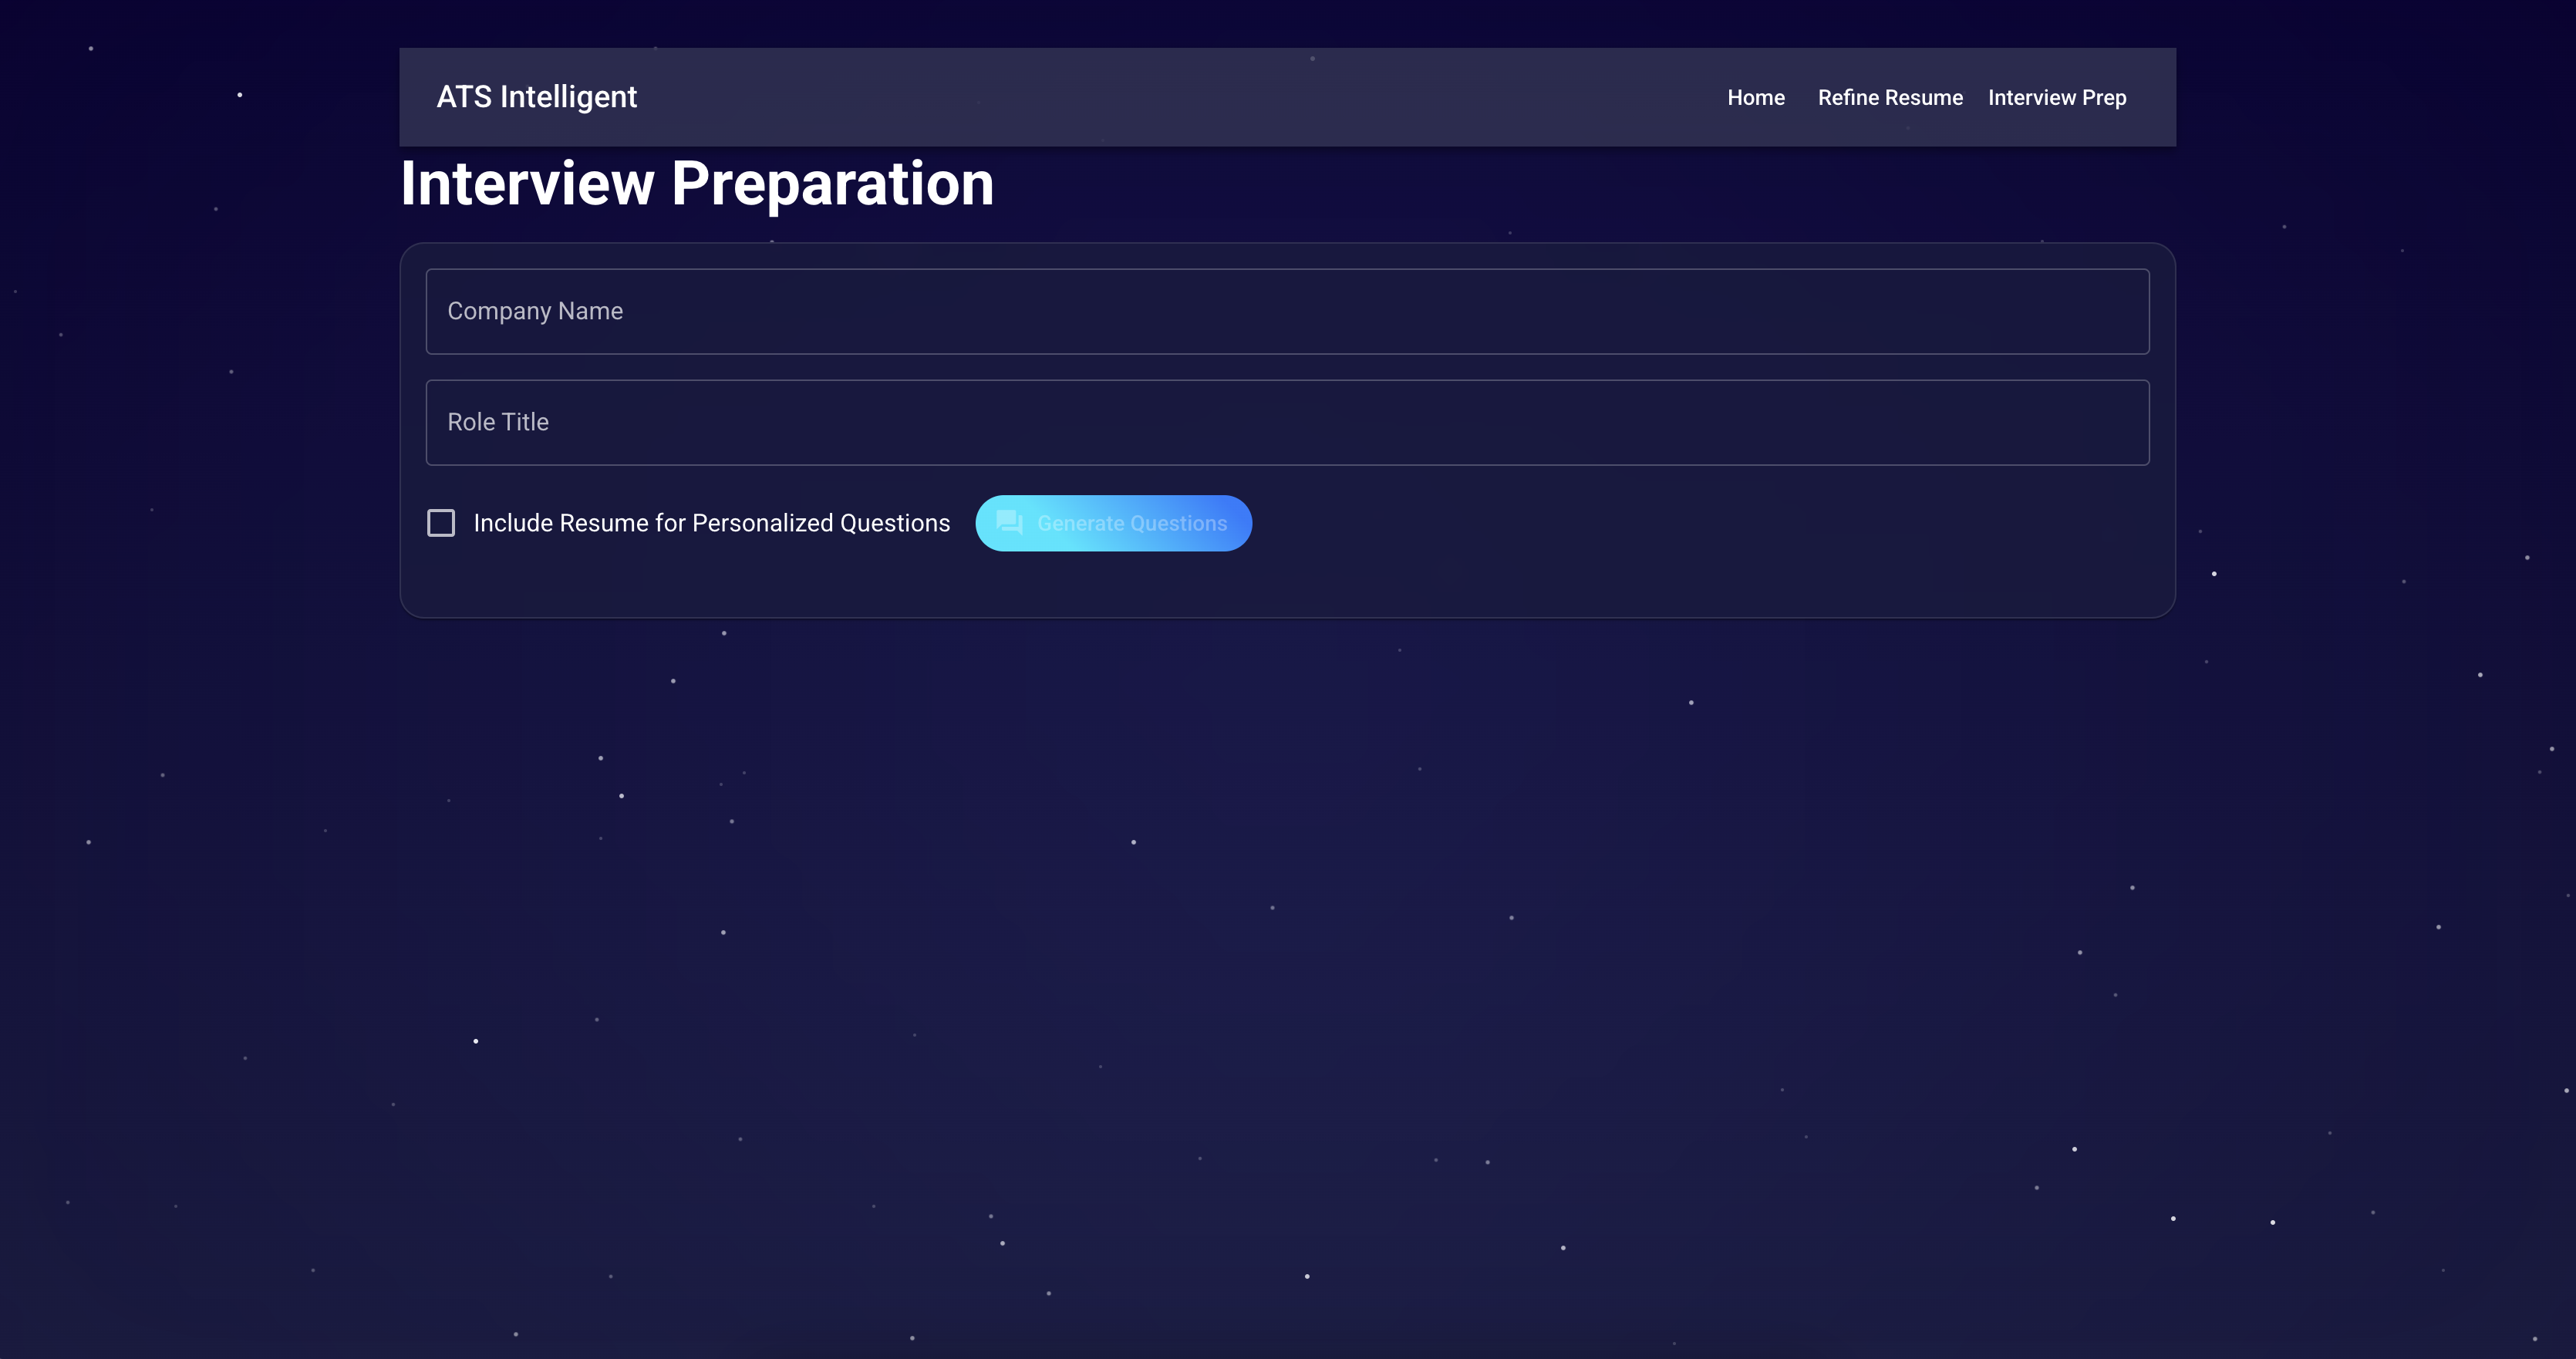 ATS Intelligent
Home Refine Resume Interview Prep
Interview Preparation
Company Name
Role Title
Include Resume for Personalized Questions
Generate Questions